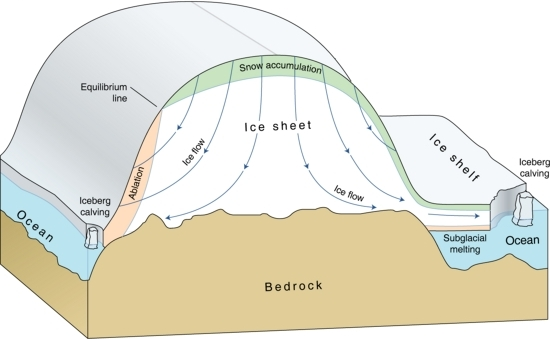 Snow accumulation
Equilibrium
line
Ice sheet
Ice flow
Ice shelf
Ablation
Iceberg
calving
Iceberg
calving
Ice flow
Ocean
Subglacial
melting
Ocean
Bedrock